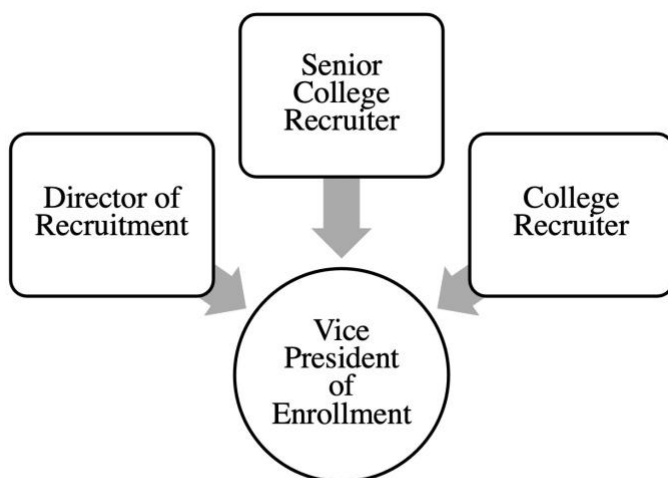 Senior
College
Recruiter
Director of
Recruitment
College
Recruiter
Vice
President
of
Enrollment